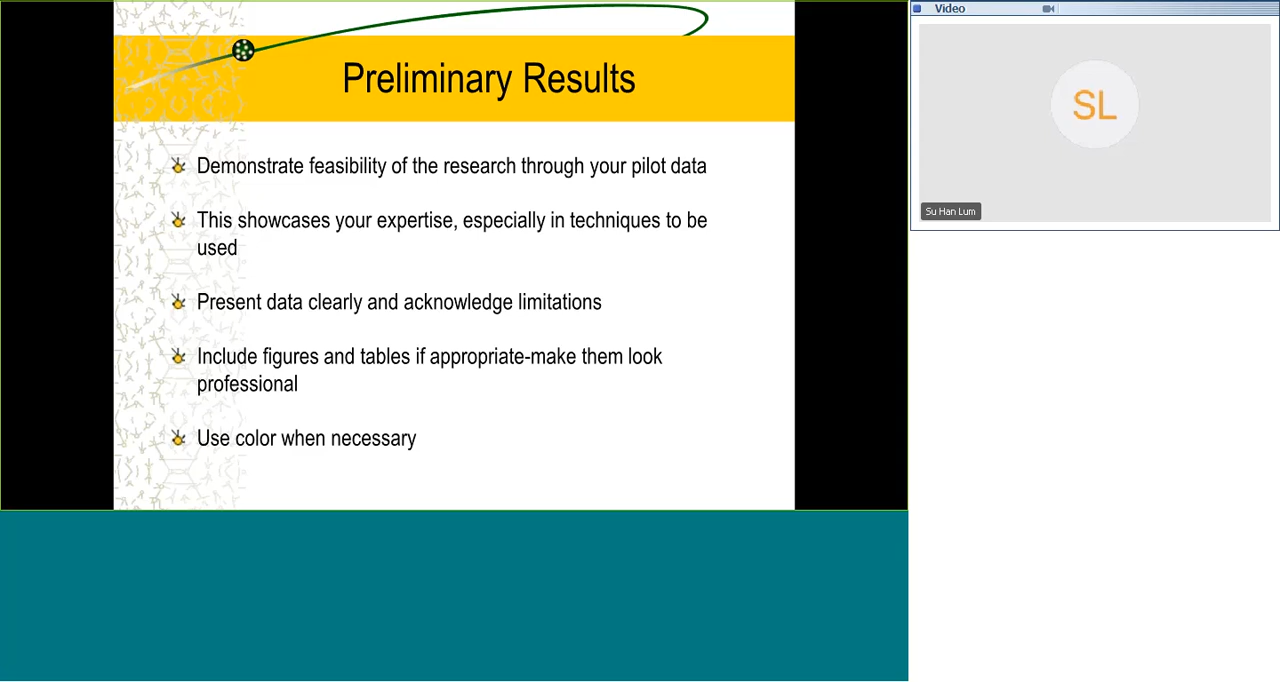 Preliminary Results
Demonstrate feasibility of the research through your pilot data
This showcases your expertise, especially in techniques to be
used
Present data clearly and acknowledge limitations
Include figures and tables if appropriate-make them look
professional
Use color when necessary
Video
SL
Su Han Lum